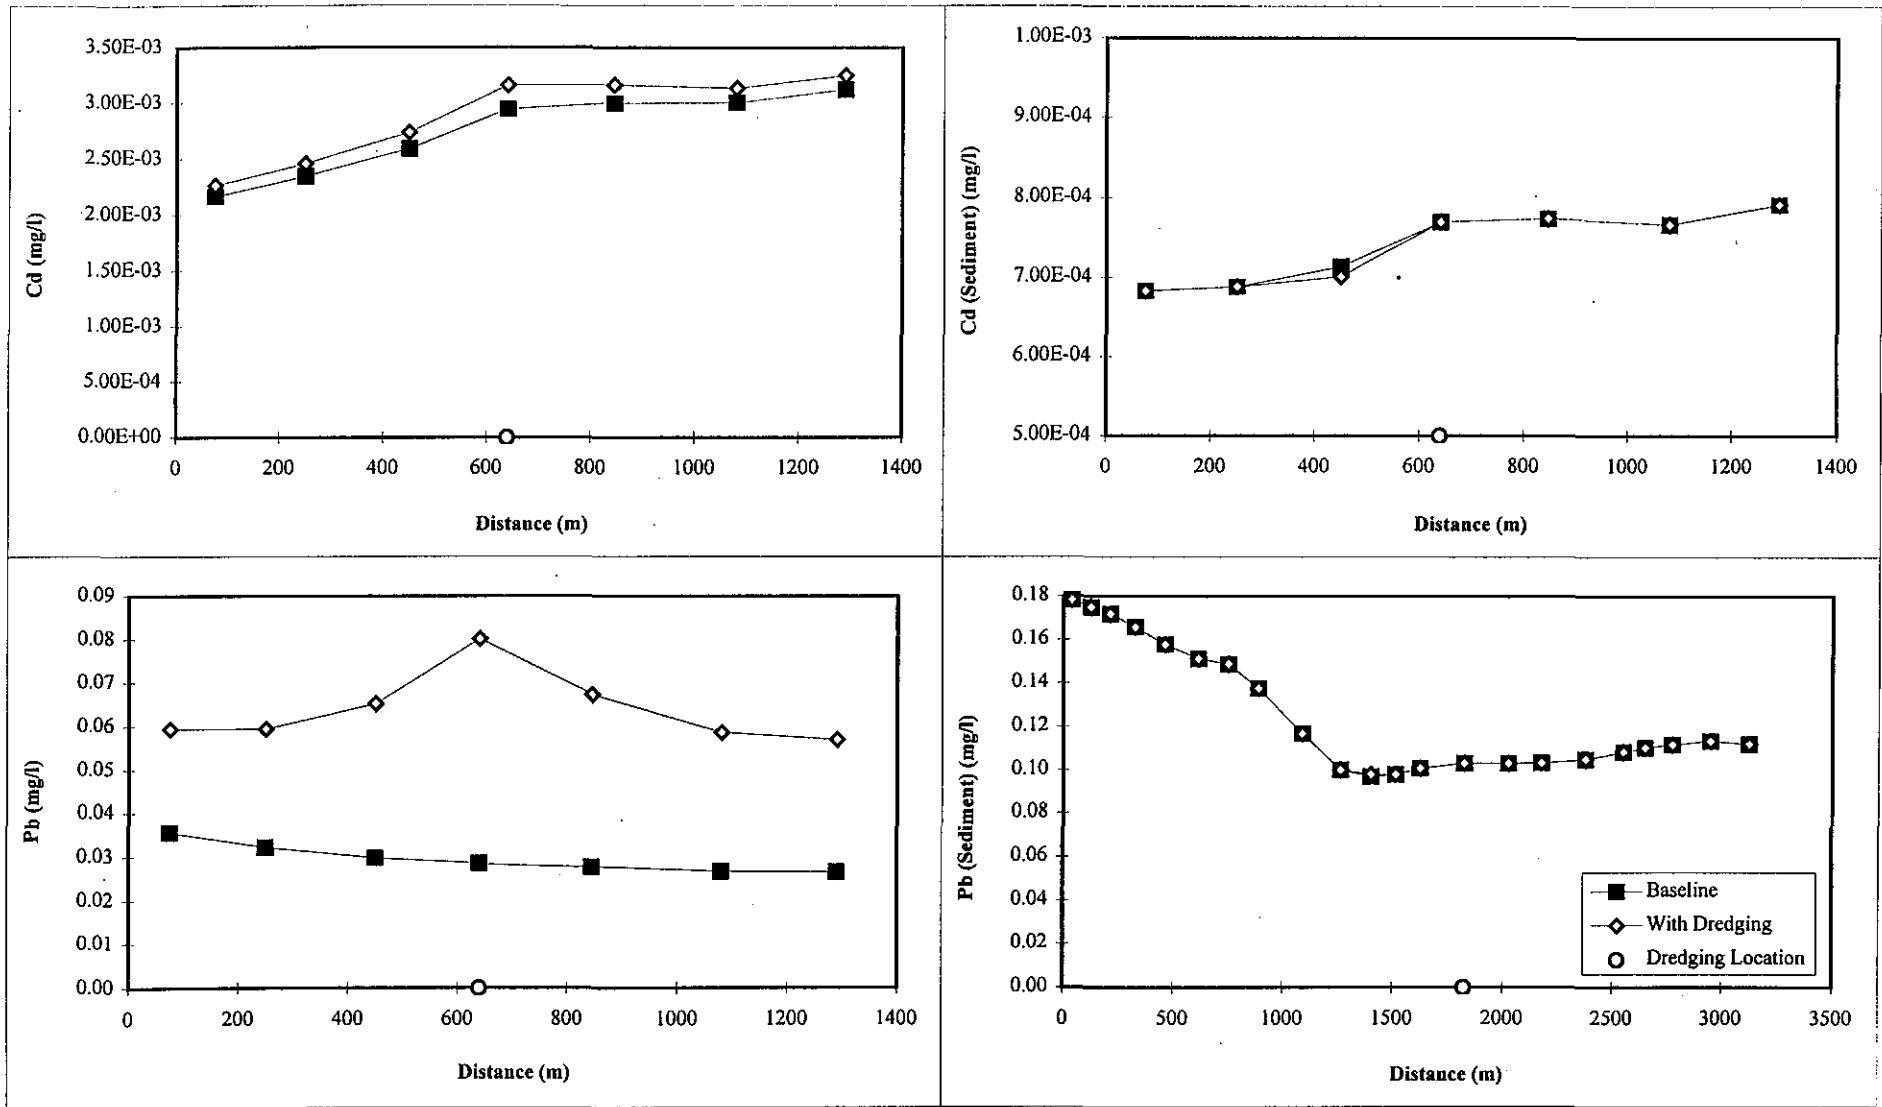 3.50E-03
3.00E-03
2.50E-03
2.00E-03
1.50E-03
1.00E-03
5.00E-04
0.00E+00
Cd (mg/l)
0 200 400 600 800 1000 1200 1400
Distance (m)
1.00E-03
9.00E-04
8.00E-04
7.00E-04
6.00E-04
5.00E-04
Cd (Sediment) (mg/l)
0 200 400 600 800 1000 1200 1400
Distance (m)
0.09
0.08
0.07
0.06
0.05
0.04
0.03
0.02
0.01
0.00
Pb (mg/l)
0 200 400 600 800 1000 1200 1400
Distance (m)
0.18
0.16
0.14
0.12
0.10
0.08
0.06
0.04
0.02
0.00
Pb (Sediment) (mg/l)
Baseline
With Dredging
Dredging Location
0 500 1000 1500 2000 2500 3000 3500
Distance (m)